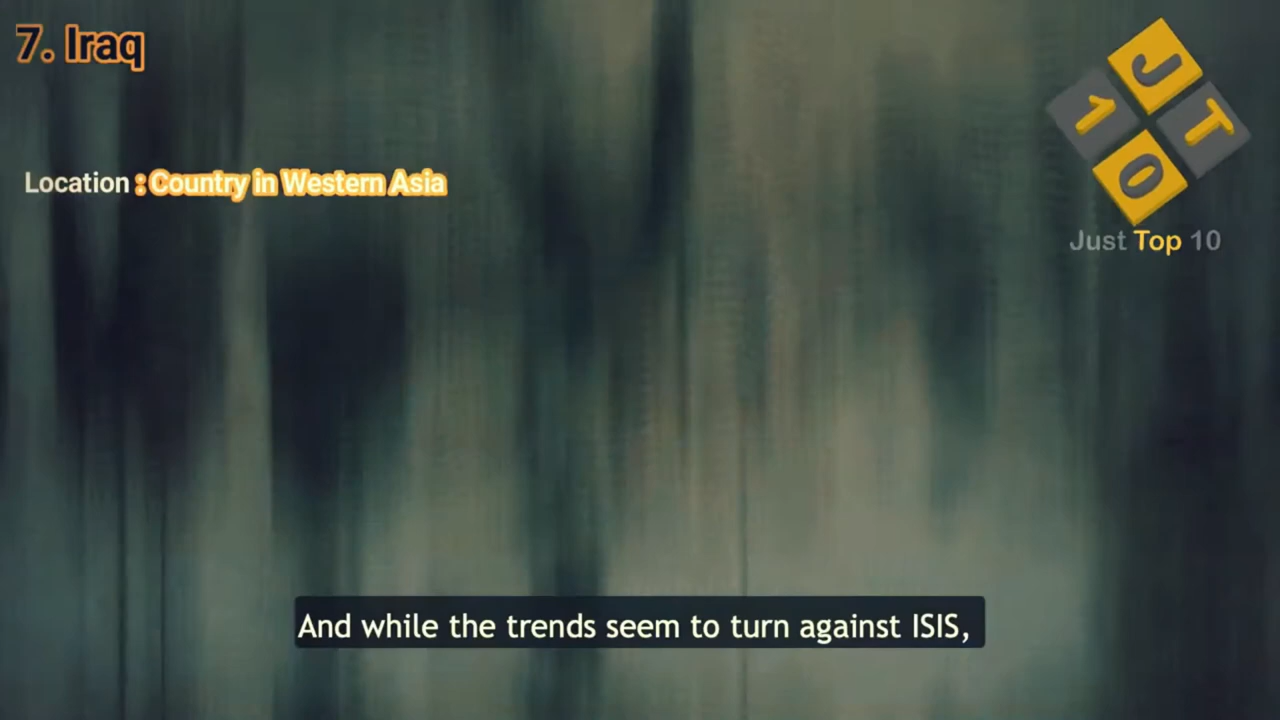 7. Iraq
Location : Country in Western Asia
J
1 T
0
Just Top 10
And while the trends seem to turn against ISIS,